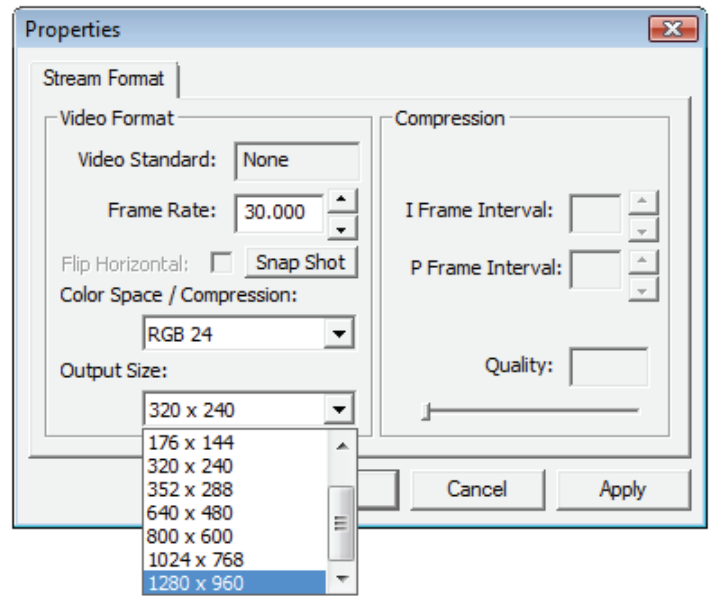 Properties
Stream Format
Video Format
Video Standard: None
Frame Rate: 30.000
Flip Horizontal: Snap Shot
Color Space / Compression:
RGB 24
Output Size:
320 x 240
176 x 144
320 x 240
352 x 288
640 x 480
800 x 600
1024 x 768
1280 x 960
Compression
I Frame Interval:
P Frame Interval:
Quality:
Cancel Apply